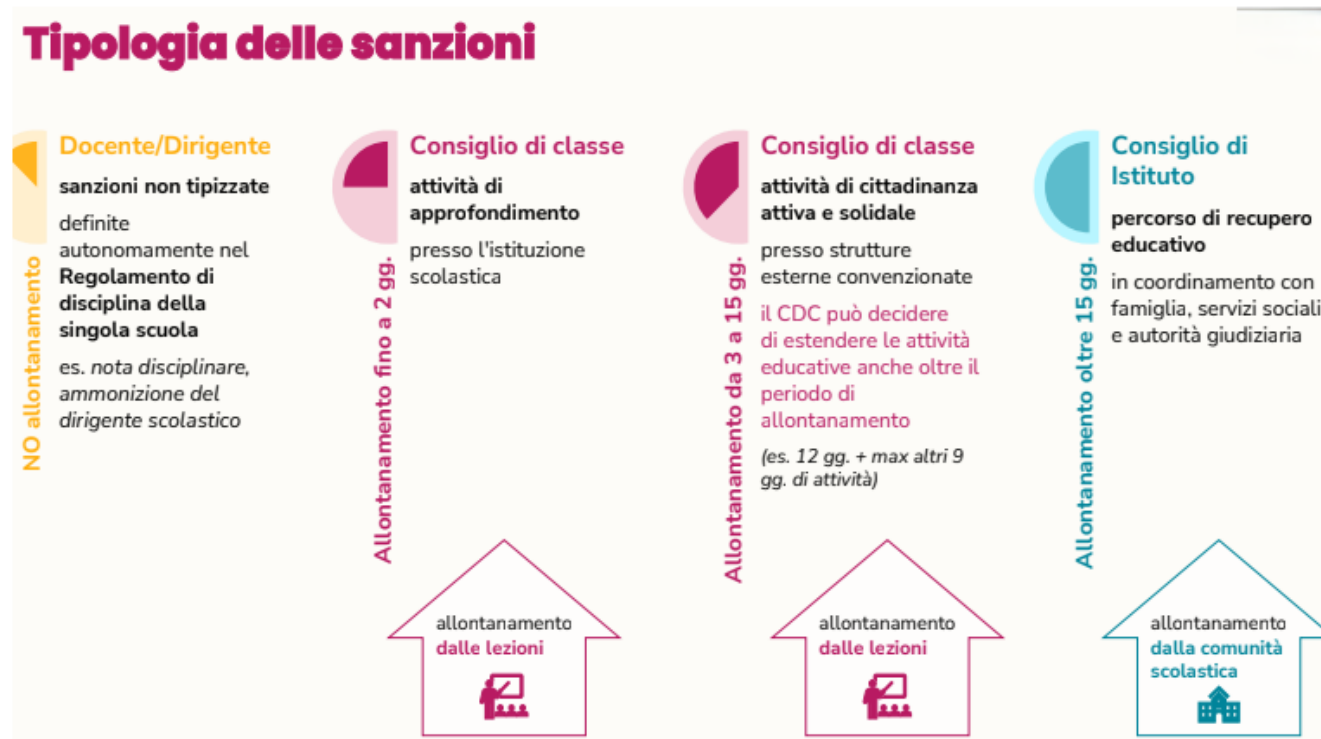 Tipologia delle sanzioni
NO allontanamento
Docente/Dirigente
sanzioni non tipizzate
definite
autonomamente nel
Regolamento di
disciplina della
singola scuola
es. nota disciplinare,
ammonizione del
dirigente scolastico
Allontanamento fino a 2 gg.
Consiglio di classe
attività di
approfondimento
presso l'istituzione
scolastica
allontanamento
dalle lezioni
Allontanamento da 3 a 15 gg.
Consiglio di classe
attività di cittadinanza
attiva e solidale
presso strutture
esterne convenzionate
il CDC può decidere
di estendere le attività
educative anche oltre il
periodo di
allontanamento
(es. 12 gg. + max altri 9
gg. di attività)
allontanamento
dalle lezioni
Allontanamento oltre 15 gg.
Consiglio di
Istituto
percorso di recupero
educativo
in coordinamento con
famiglia, servizi sociali
e autorità giudiziaria
allontanamento
dalla comunità
scolastica